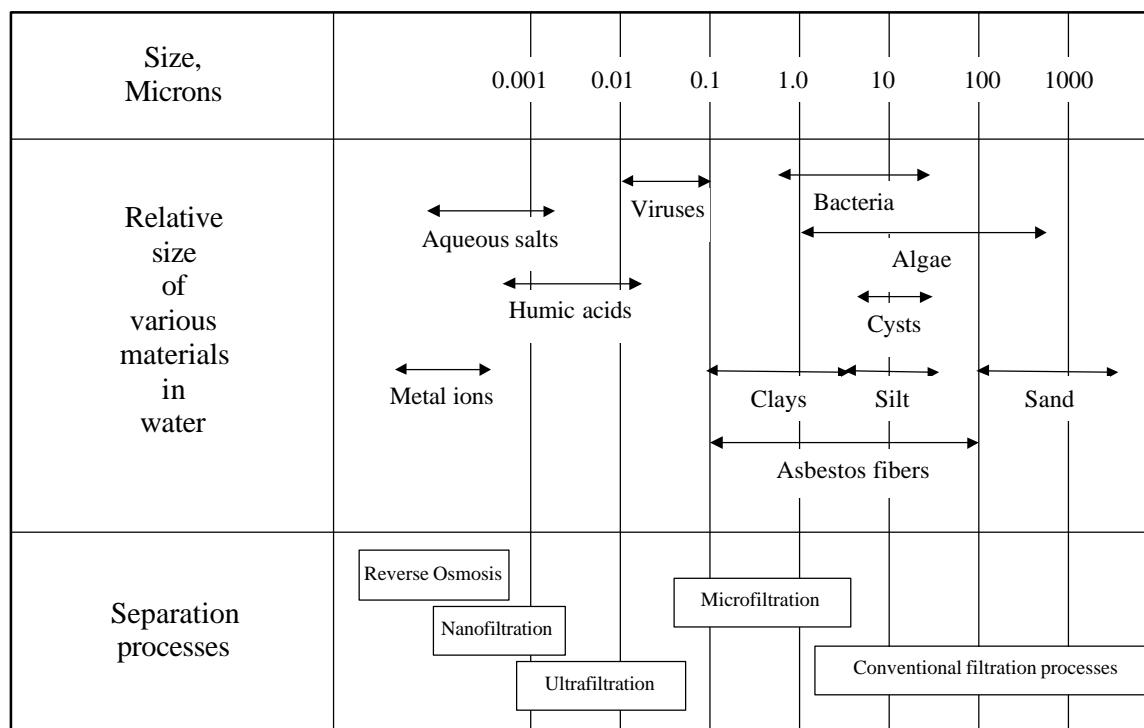 Size,
Microns
0.001 0.01 0.1 1.0 10 100 1000
Relative
size
of
various
materials
in
water
Viruses
Bacteria
Aqueous salts
Algae
Humic acids
Cysts
Metal ions
Clays
Silt
Sand
Asbestos fibers
Separation
processes
Reverse Osmosis
Microfiltration
Nanofiltration
Conventional filtration processes
Ultrafiltration